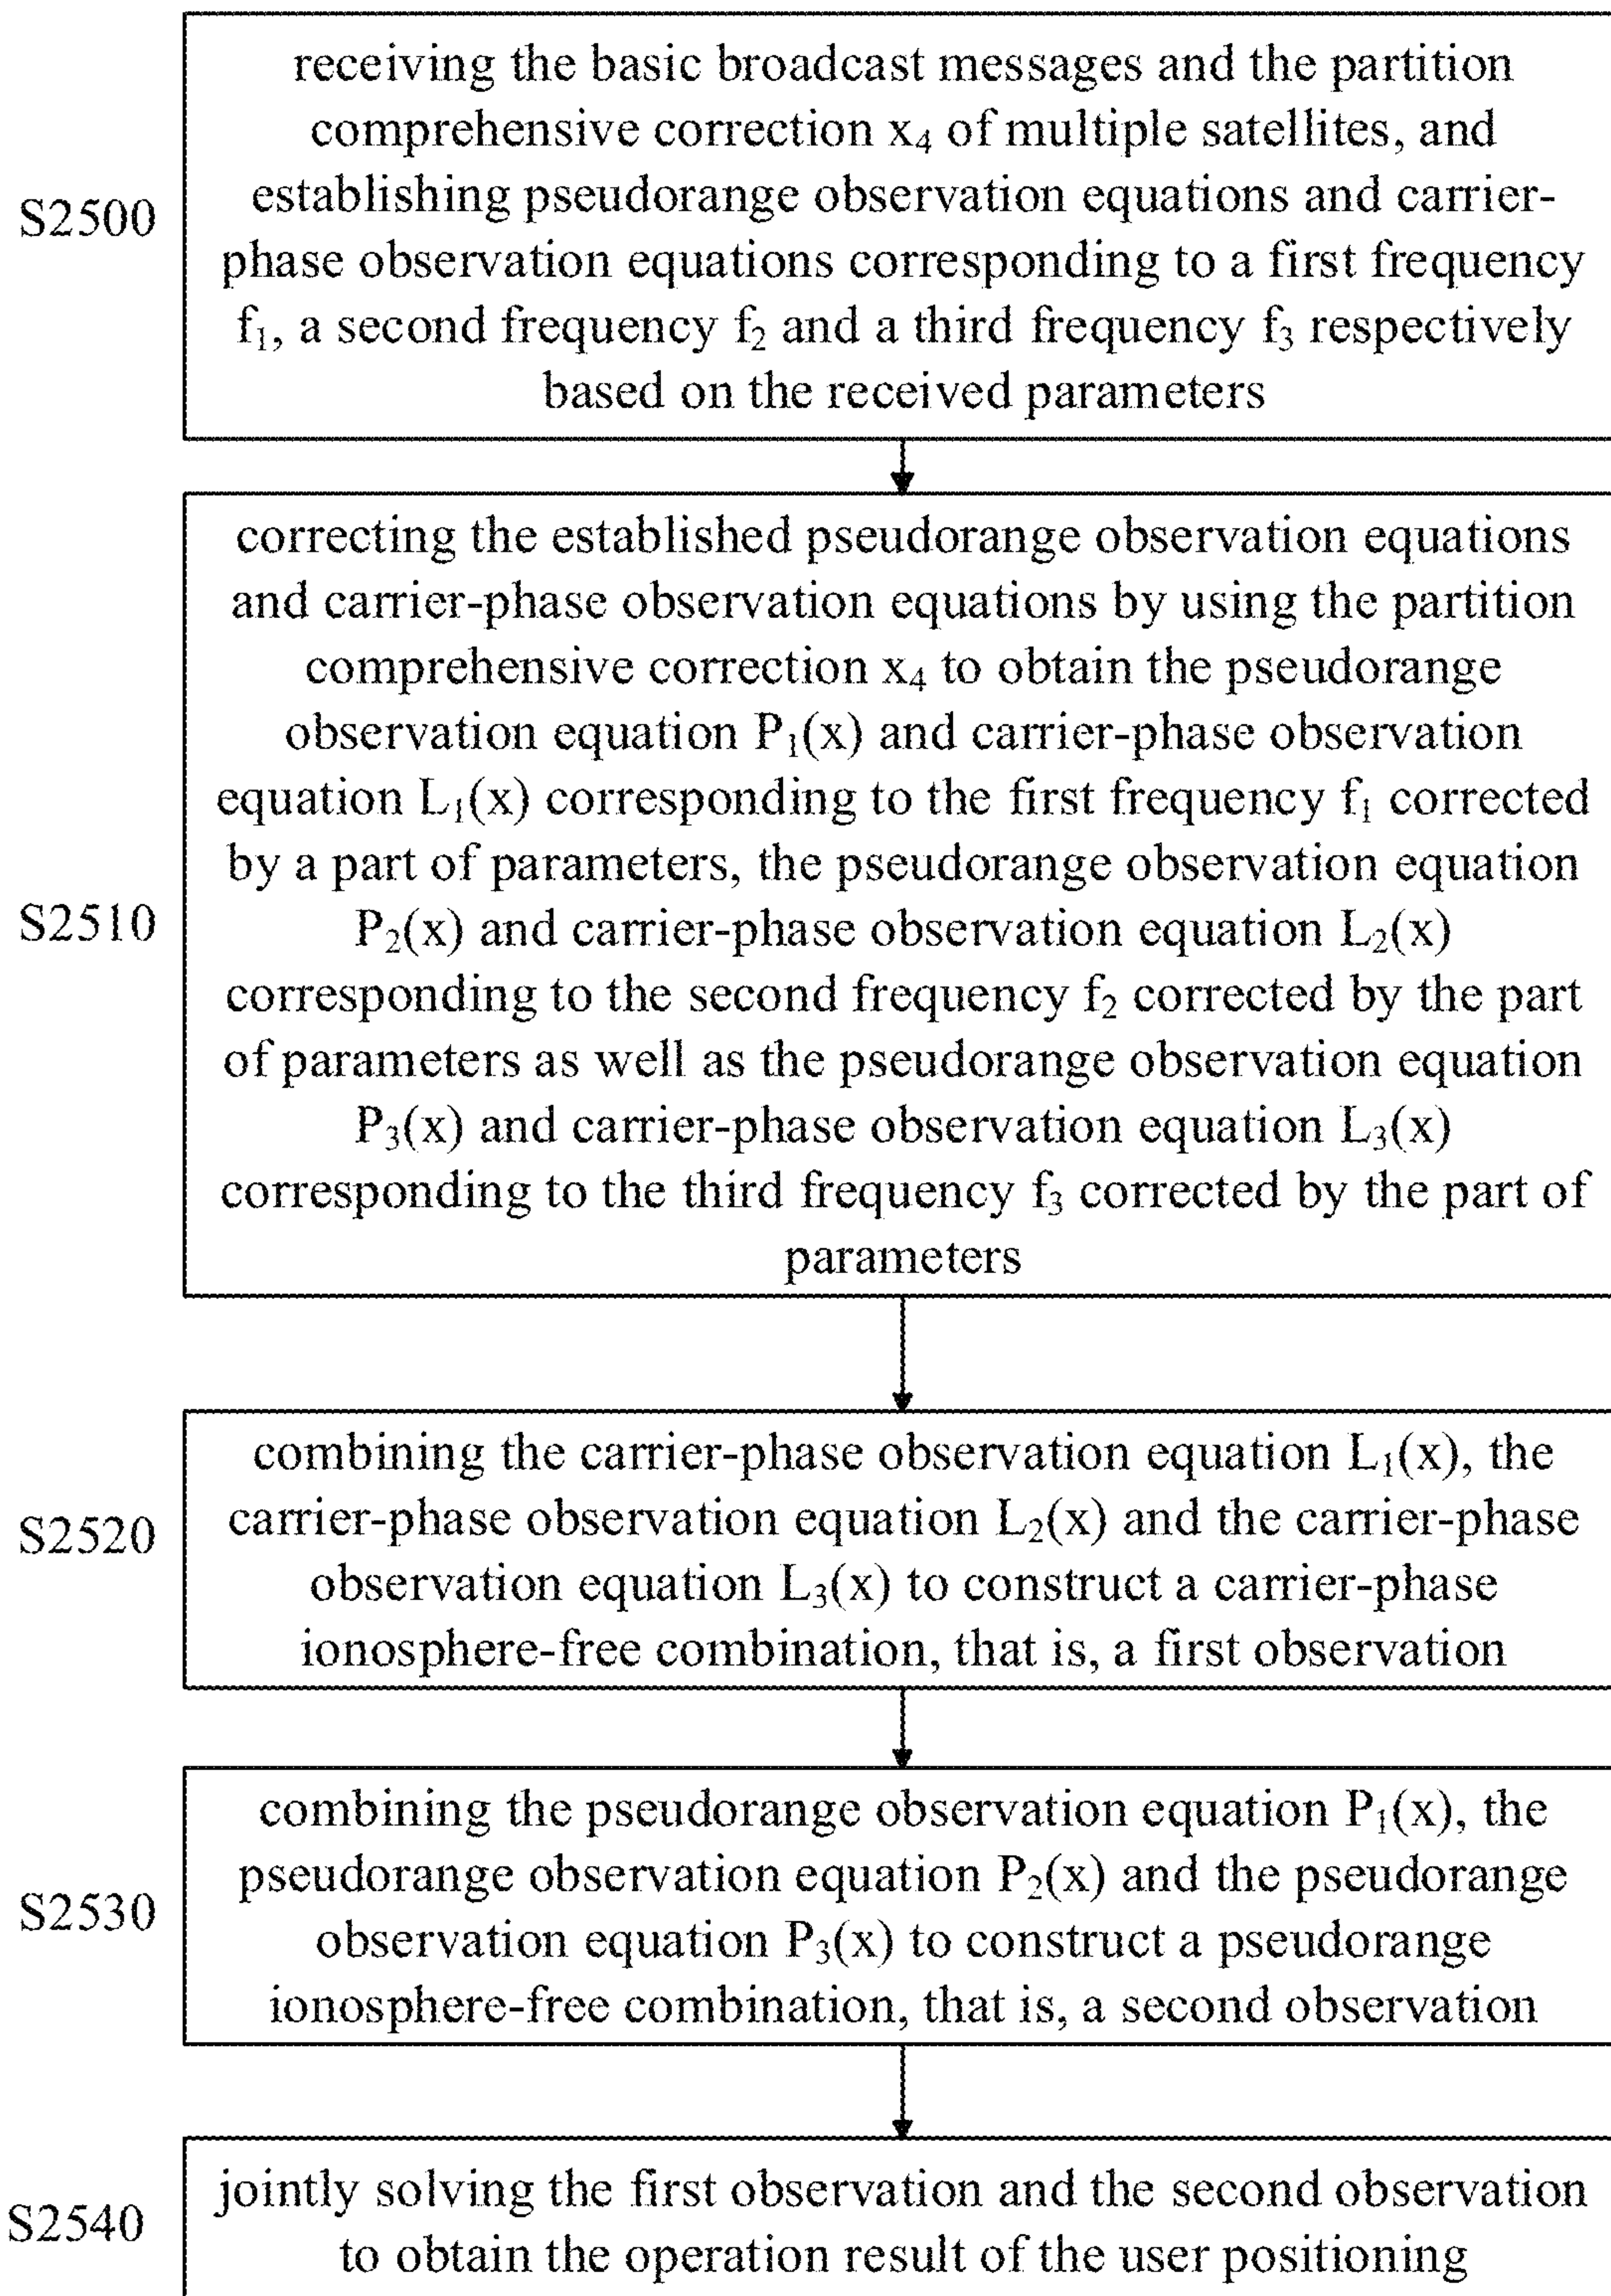 receiving the basic broadcast messages and the partition
comprehensive correction x₄ of multiple satellites, and
establishing pseudorange observation equations and carrier-
S2500
phase observation equations corresponding to a first frequency
f₁, a second frequency f₂ and a third frequency f₃ respectively
based on the received parameters
correcting the established pseudorange observation equations
and carrier-phase observation equations by using the partition
comprehensive correction x₄ to obtain the pseudorange
observation equation P₁(x) and carrier-phase observation
equation L₁(x) corresponding to the first frequency f₁ corrected
by a part of parameters, the pseudorange observation equation
S2510
P₂(x) and carrier-phase observation equation L₂(x)
corresponding to the second frequency f₂ corrected by the part
of parameters as well as the pseudorange observation equation
P₃(x) and carrier-phase observation equation L₃(x)
corresponding to the third frequency f₃ corrected by the part of
parameters
combining the carrier-phase observation equation L₁(x), the
S2520
carrier-phase observation equation L₂(x) and the carrier-phase
observation equation L₃(x) to construct a carrier-phase
ionosphere-free combination, that is, a first observation
combining the pseudorange observation equation P₁(x), the
pseudorange observation equation P₂(x) and the pseudorange
S2530
observation equation P₃(x) to construct a pseudorange
ionosphere-free combination, that is, a second observation
S2540
jointly solving the first observation and the second observation
to obtain the operation result of the user positioning